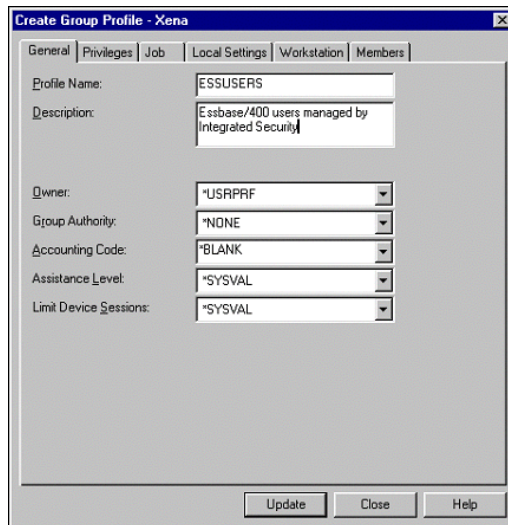 Create Group Profile - Xena
General Privileges Job Local Settings Workstation Members
Profile Name: ESSUSERS
Description: Essbase/400 users managed by
Integrated Security
Owner: *USRPRF
Group Authority: *NONE
Accounting Code: *BLANK
Assistance Level: *SYSVAL
Limit Device Sessions: *SYSVAL
Update Close Help